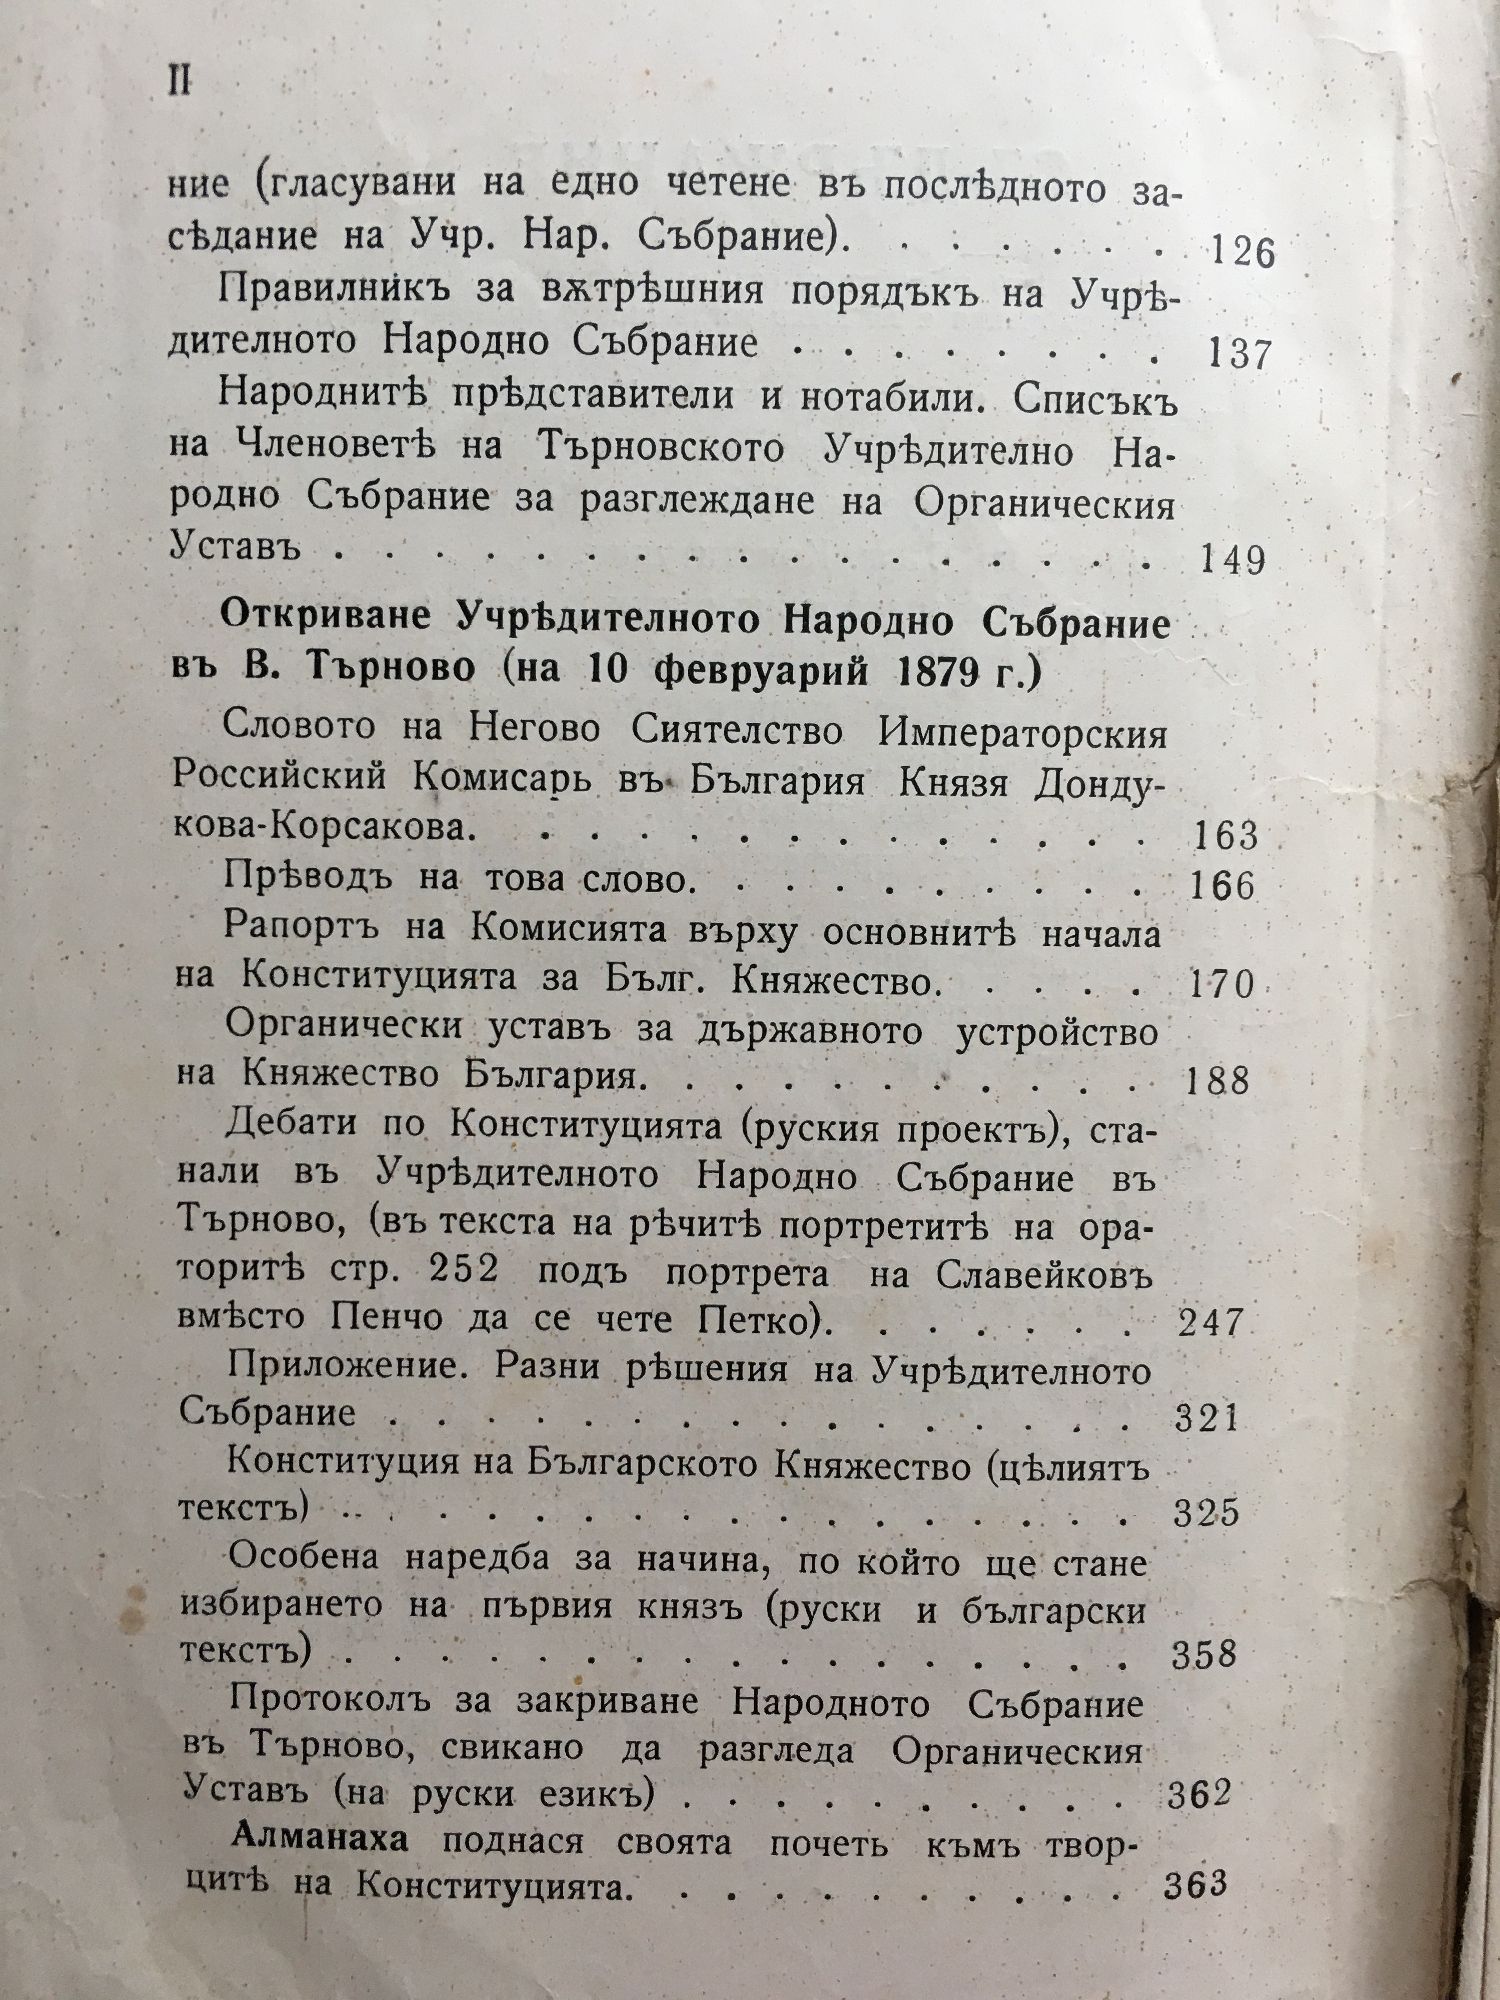 II
ние (гласувани на едно четене въ послѣдното за-
сѣдание на Учр. Нар. Събрание). . . . . . . 126
Правилникъ за вѫтрѣшния порядъкъ на Учрѣ-
дителното Народно Събрание . . . . . . . . 137
Народнитѣ прѣдставители и нотабили. Списъкъ
на Членоветѣ на Търновското Учрѣдително На-
родно Събрание за разглеждане на Органическия
Уставъ . . . . . . . . . . . . . . . . . 149
Откриване Учрѣдителното Народно Събрание
въ В. Търново (на 10 февруарий 1879 г.)
Словото на Негово Сиятелство Императорския
Российский Комисарь въ България Князя Донду-
кова-Корсакова. . . . . . . . . . . . . . 163
Прѣводъ на това слово. . . . . . . . . . 166
Рапортъ на Комисията върху основнитѣ начала
на Конституцията за Бълг. Княжество. . . . . 170
Органически уставъ за държавното устройство
на Княжество България. . . . . . . . . . . 188
Дебати по Конституцията (руския проектъ), ста-
нали въ Учрѣдителното Народно Събрание въ
Търново, (въ текста на рѣчитѣ портретитѣ на ора-
торитѣ стр. 252 подъ портрета на Славейковъ
вмѣсто Пенчо да се чете Петко). . . . . . . 247
Приложение. Разни рѣшения на Учрѣдителното
Събрание . . . . . . . . . . . . . . . . 321
Конституция на Българското Княжество (цѣлиятъ
текстъ) . . . . . . . . . . . . . . . . . 325
Особена наредба за начина, по който ще стане
избирането на първия князъ (руски и български
текстъ) . . . . . . . . . . . . . . . . . 358
Протоколъ за закриване Народното Събрание
въ Търново, свикано да разгледа Органическия
Уставъ (на руски езикъ) . . . . . . . . . . 362
Алманаха поднася своята почеть къмъ твор-
цитѣ на Конституцията. . . . . . . . . . . 363